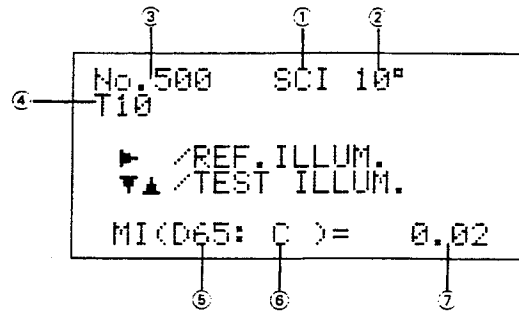 ③ ① ②
No.500 SCI 10°
④ T10
► /REF.ILLUM.
▼▲ /TEST ILLUM.
MI(D65: C )= 0.02
⑤ ⑥ ⑦